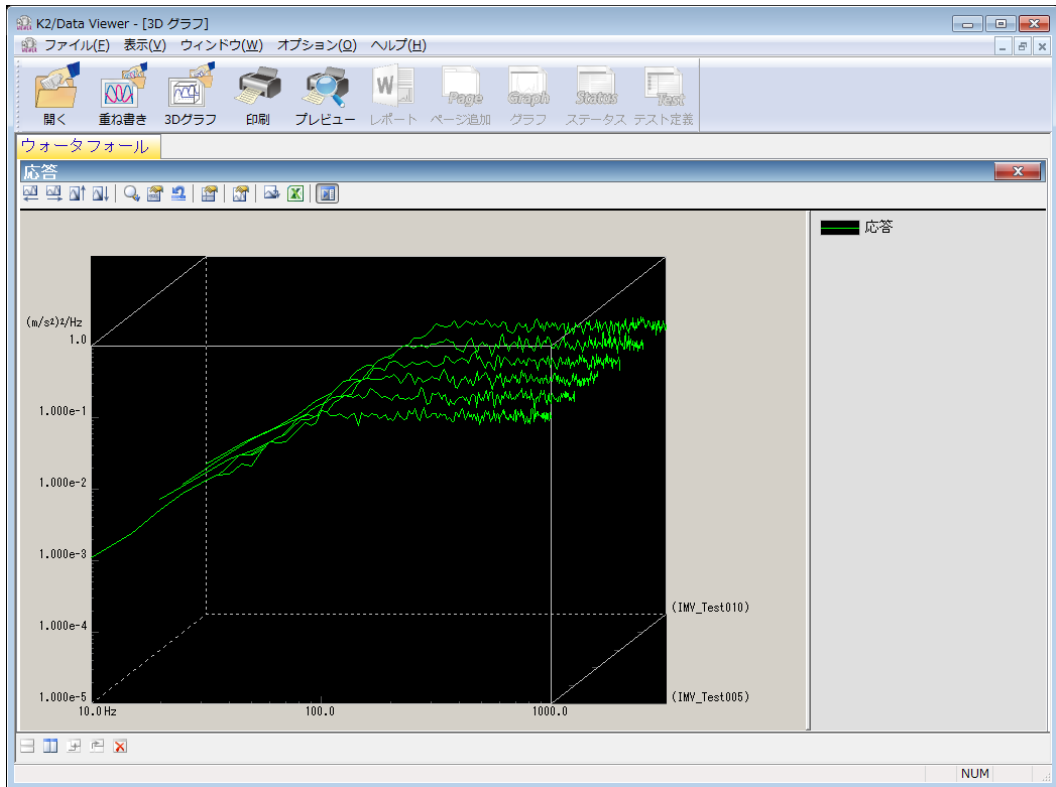 K2/Data Viewer - [3D グラフ]
ファイル(F) 表示(V) ウィンドウ(W) オプション(O) ヘルプ(H)
開く 重ね書き 3Dグラフ 印刷 プレビュー レポート ページ追加 グラフ ステータス テスト定義
W Page Graph Status Test
ウォータフォール
応答
応答
(m/s²)²/Hz
1.0
1.000e-1
1.000e-2
1.000e-3
1.000e-4
1.000e-5
10.0Hz 100.0 1000.0
(IMV_Test010)
(IMV_Test005)
NUM